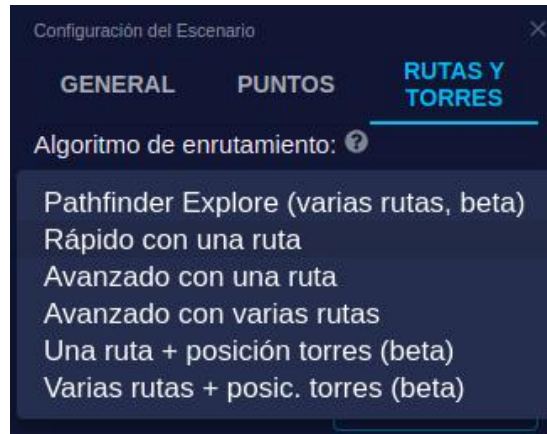 Configuración del Escenario
GENERAL PUNTOS RUTAS Y TORRES
Algoritmo de enrutamiento:
Pathfinder Explore (varias rutas, beta)
Rápido con una ruta
Avanzado con una ruta
Avanzado con varias rutas
Una ruta + posición torres (beta)
Varias rutas + posic. torres (beta)